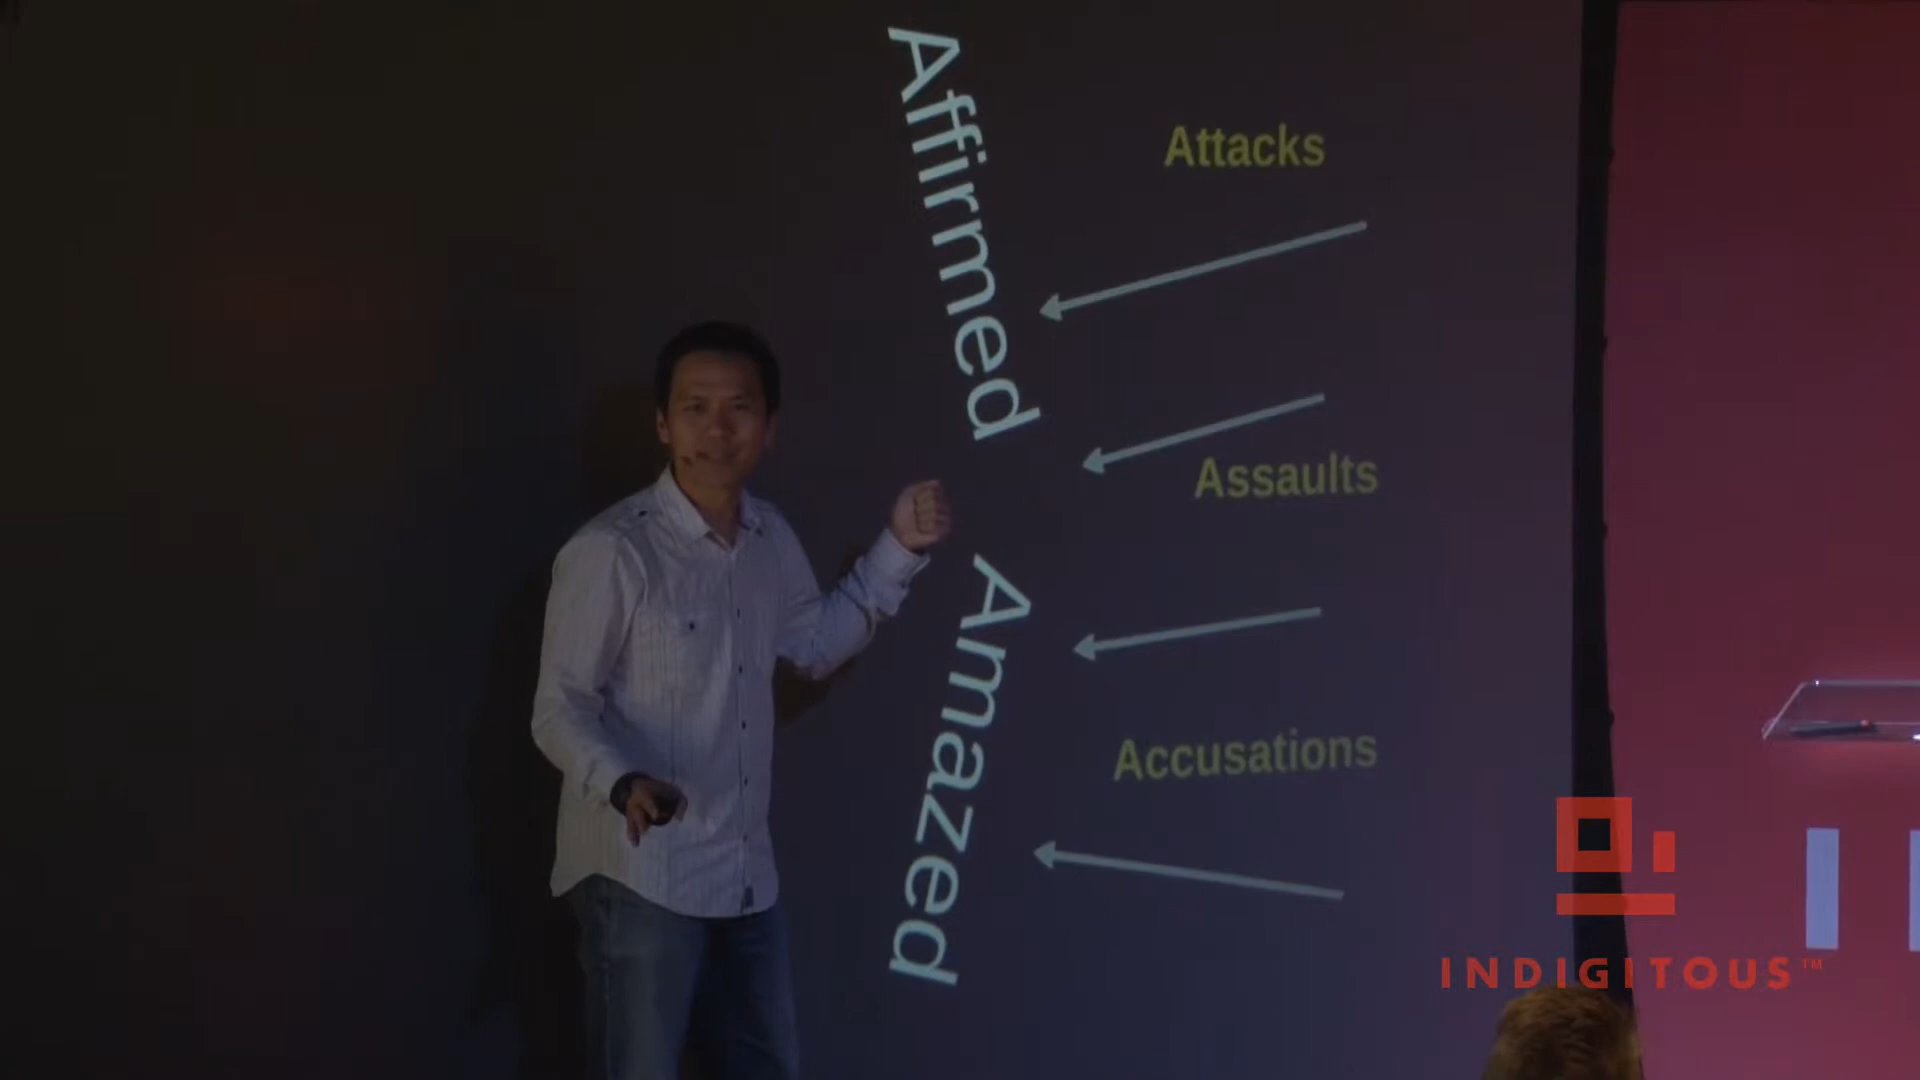 Affirmed
Attacks
Assaults
Amazed
Accusations
INDIGITOUS™